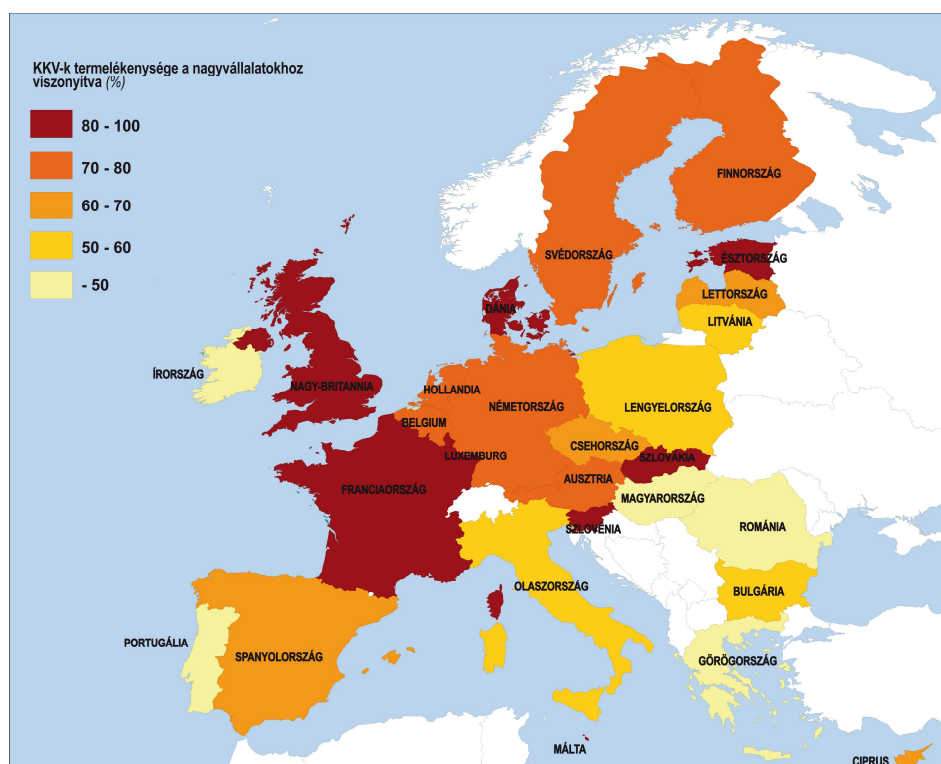 KKV-k termelékenysége a nagyvállalatokhoz
viszonyítva (%)
80 - 100
70 - 80
60 - 70
50 - 60
- 50
FINNORSZÁG
SVÉDORSZÁG
ÉSZTORSZÁG
LETTORSZÁG
LITVÁNIA
DÁNIA
ÍRORSZÁG
NAGY-BRITANNIA
HOLLANDIA
NÉMETORSZÁG
LENGYELORSZÁG
BELGIUM
CSEHORSZÁG
LUXEMBURG
SZLOVÁKIA
AUSZTRIA
FRANCIAORSZÁG
MAGYARORSZÁG
ROMÁNIA
SZLOVÉNIA
OLASZORSZÁG
BULGÁRIA
PORTUGÁLIA
SPANYOLORSZÁG
GÖRÖGORSZÁG
MÁLTA
CIPRUS